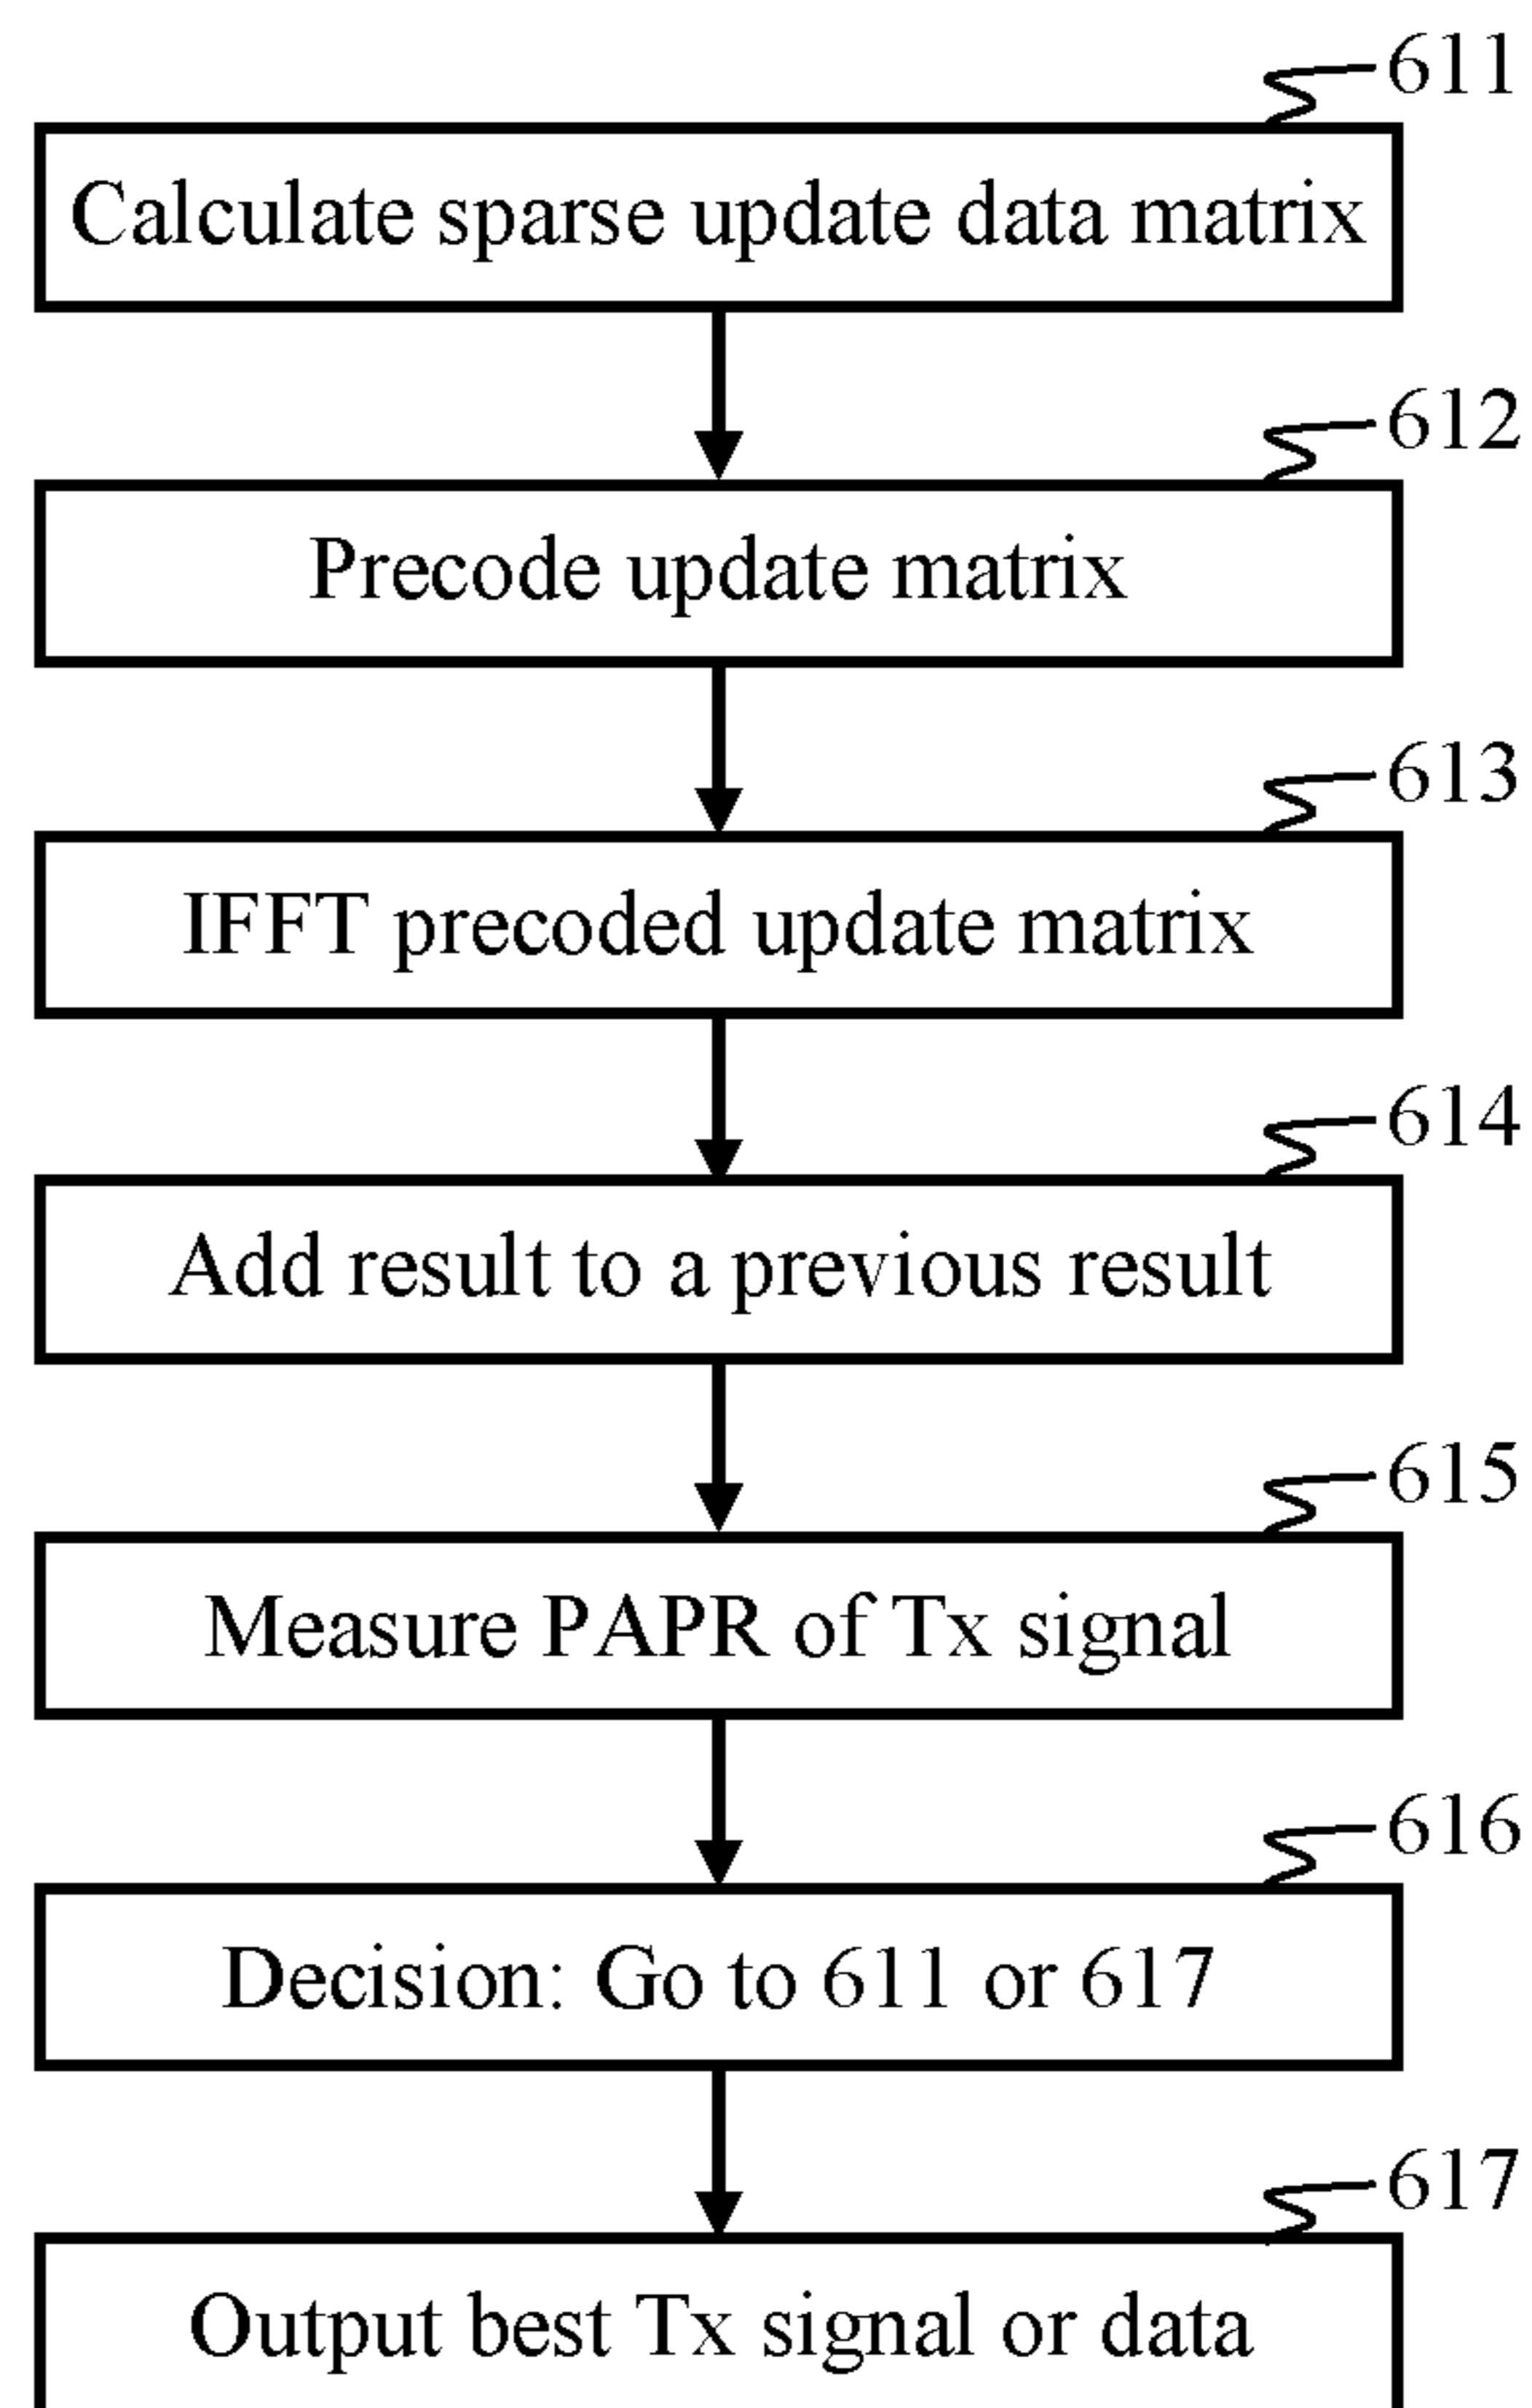 611
Calculate sparse update data matrix
612
Precode update matrix
613
IFFT precoded update matrix
614
Add result to a previous result
615
Measure PAPR of Tx signal
616
Decision: Go to 611 or 617
617
Output best Tx signal or data